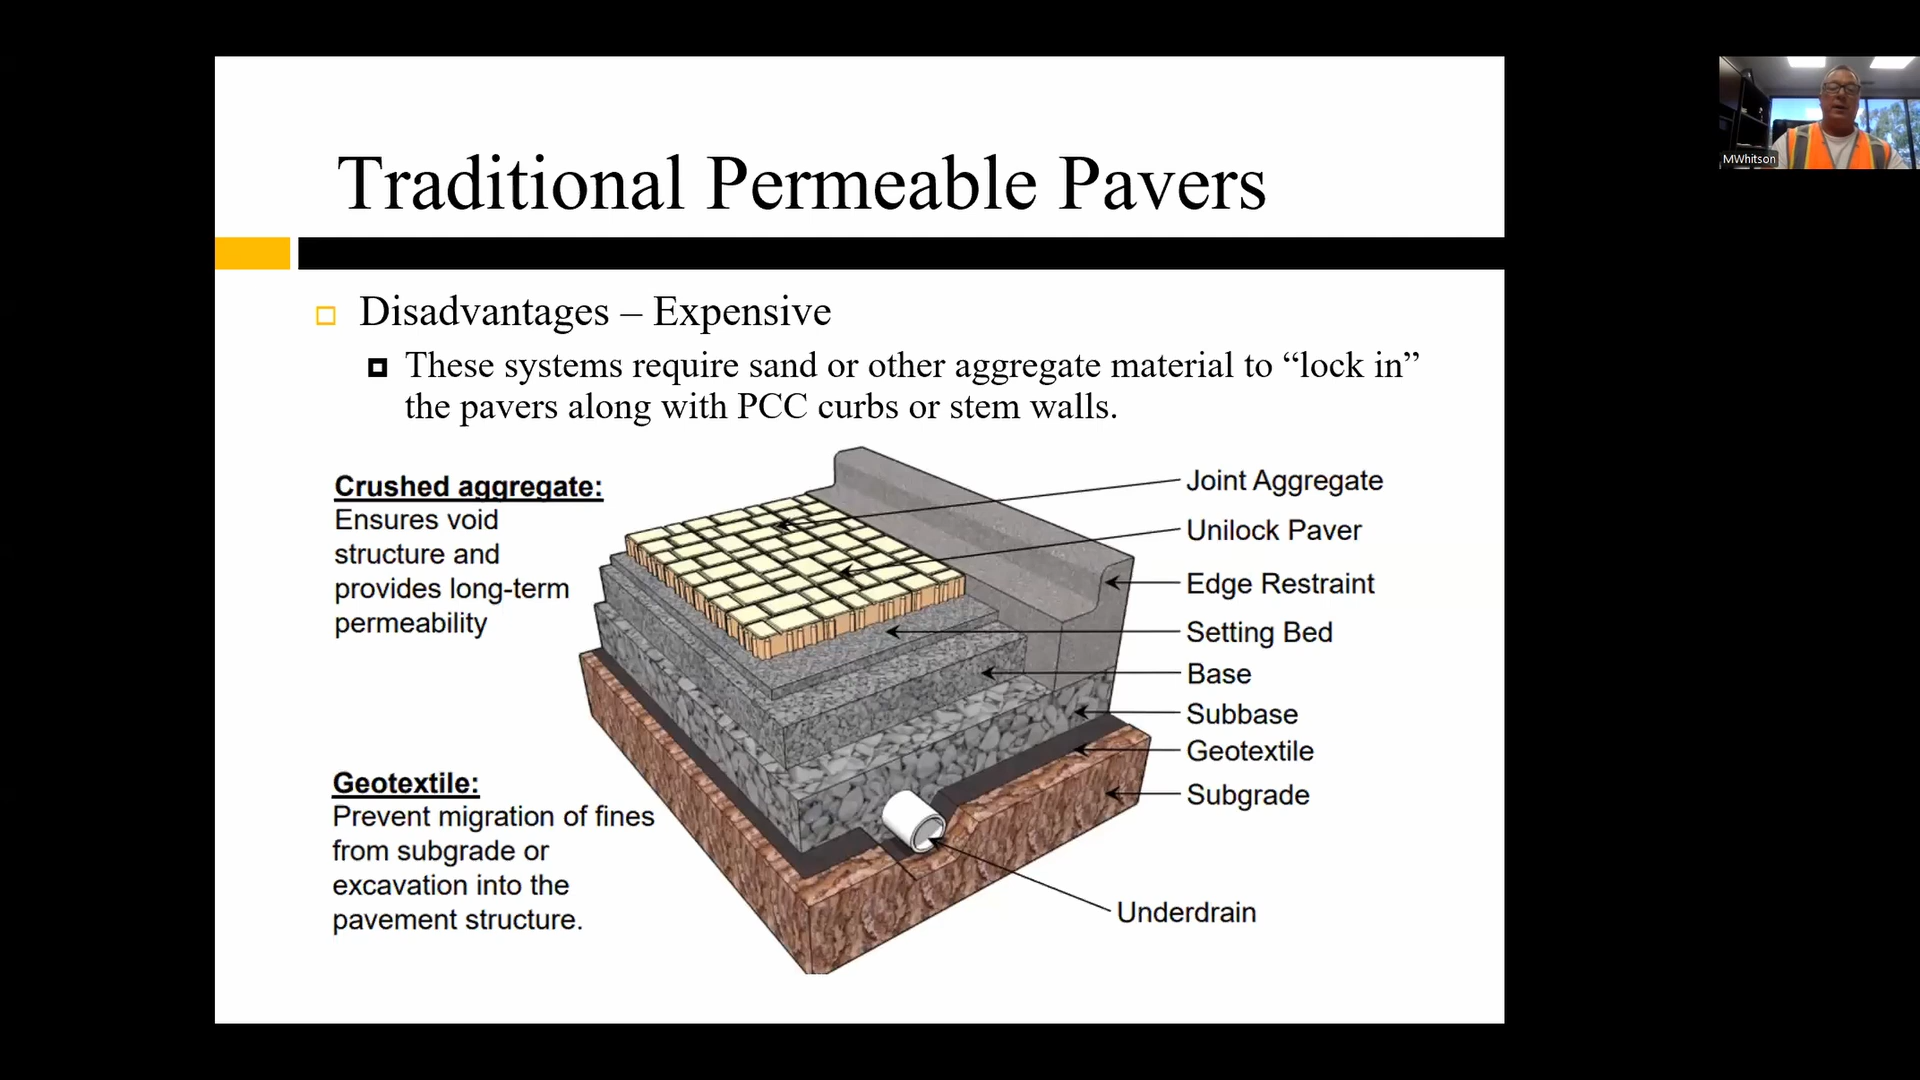 Traditional Permeable Pavers
Disadvantages – Expensive
These systems require sand or other aggregate material to “lock in”
the pavers along with PCC curbs or stem walls.
Crushed aggregate:
Ensures void
structure and
provides long-term
permeability
Geotextile:
Prevent migration of fines
from subgrade or
excavation into the
pavement structure.
Joint Aggregate
Unilock Paver
Edge Restraint
Setting Bed
Base
Subbase
Geotextile
Subgrade
Underdrain
MWhitson